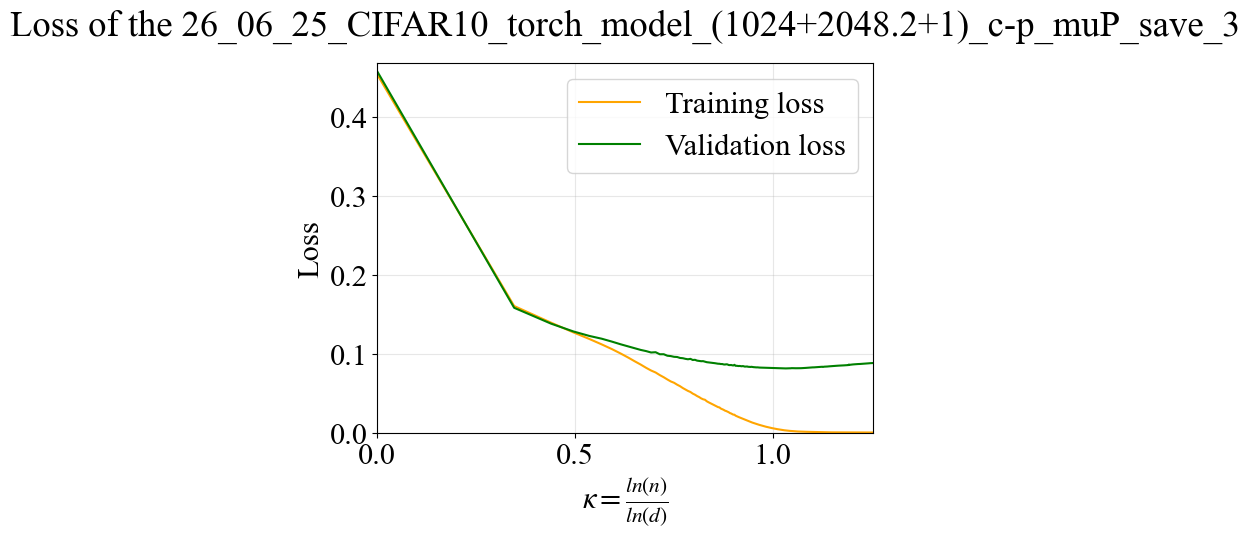 Loss of the 26_06_25_CIFAR10_torch_model_(1024+2048.2+1)_c-p_muP_save_3
Training loss
Validation loss
Loss
0.4
0.3
0.2
0.1
0.0
0.0 0.5 1.0
κ = ln(n)
ln(d)